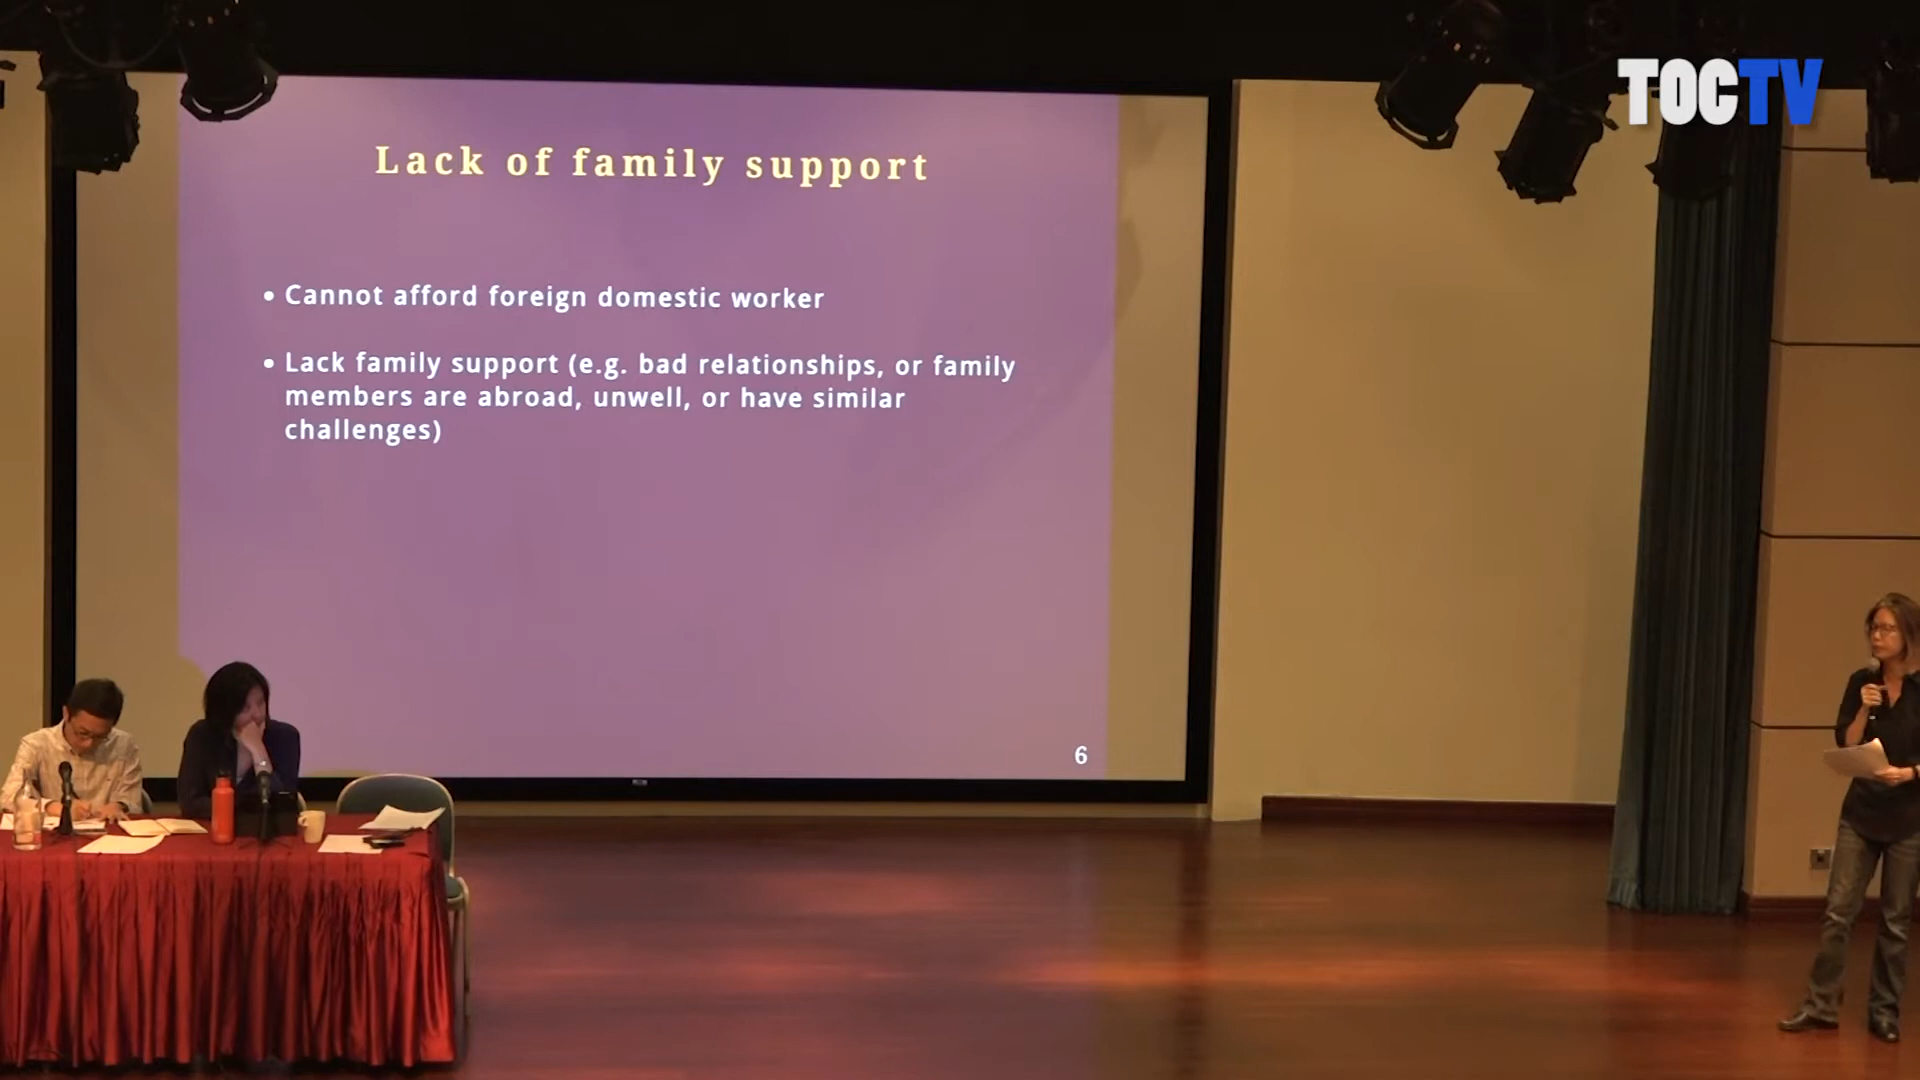 TOCTV
Lack of family support
• Cannot afford foreign domestic worker
• Lack family support (e.g. bad relationships, or family
members are abroad, unwell, or have similar
challenges)
6